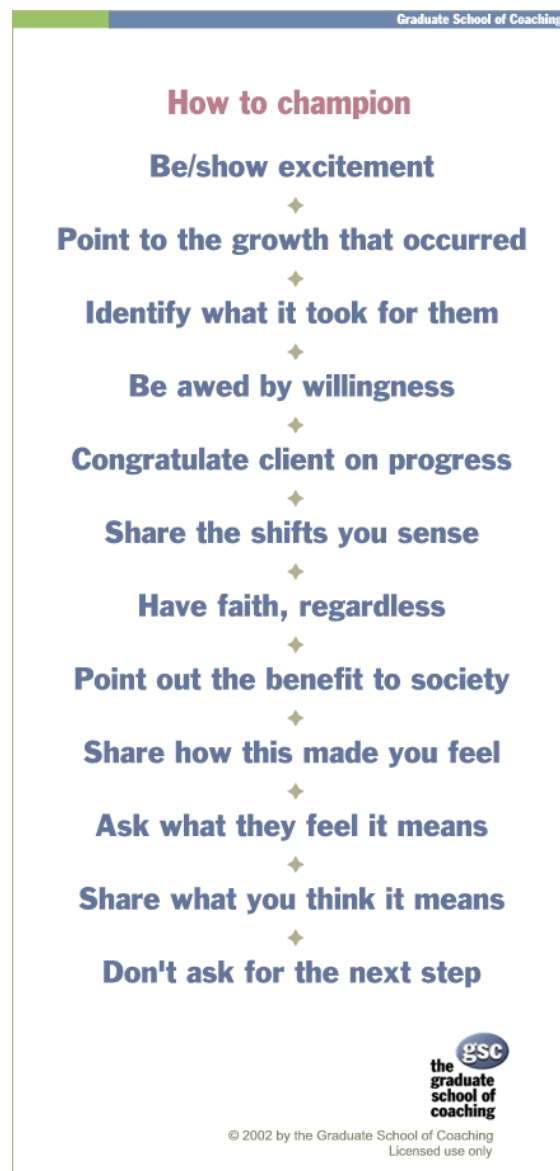 Graduate School of Coaching
How to champion
Be/show excitement
Point to the growth that occurred
Identify what it took for them
Be awed by willingness
Congratulate client on progress
Share the shifts you sense
Have faith, regardless
Point out the benefit to society
Share how this made you feel
Ask what they feel it means
Share what you think it means
Don't ask for the next step
gsc
the
graduate
school of
coaching
© 2002 by the Graduate School of Coaching
Licensed use only